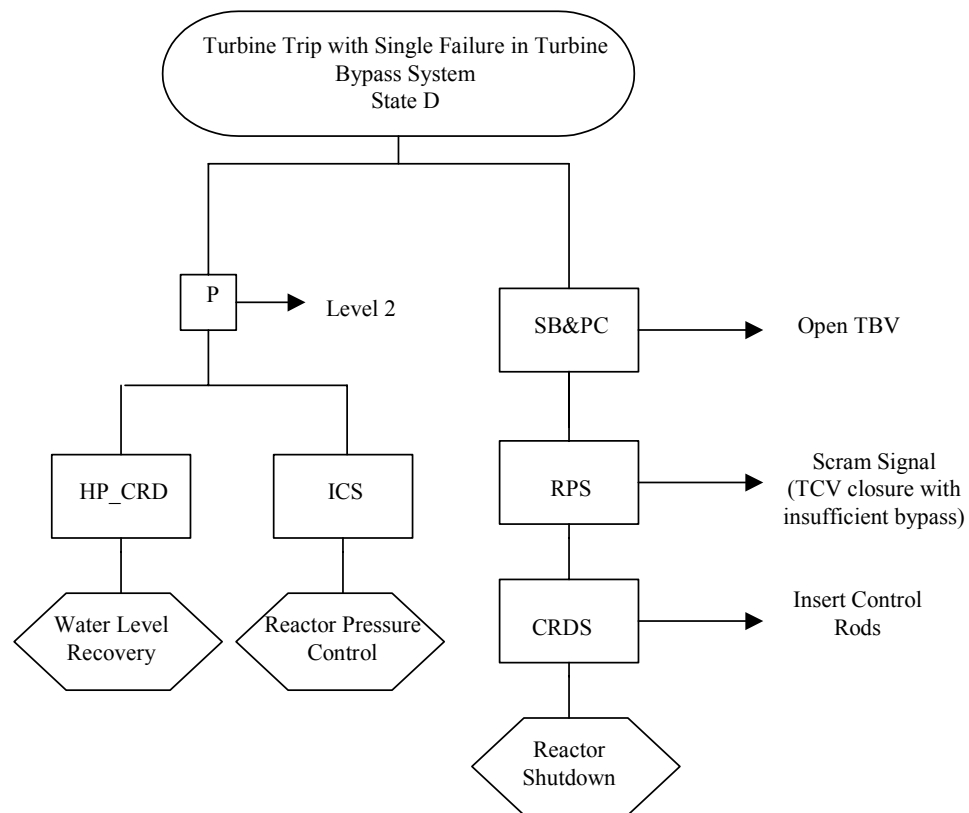 Turbine Trip with Single Failure in Turbine
Bypass System
State D
P
Level 2
SB&PC
Open TBV
HP_CRD
ICS
RPS
Scram Signal
(TCV closure with
insufficient bypass)
Water Level
Recovery
Reactor Pressure
Control
CRDS
Insert Control
Rods
Reactor
Shutdown